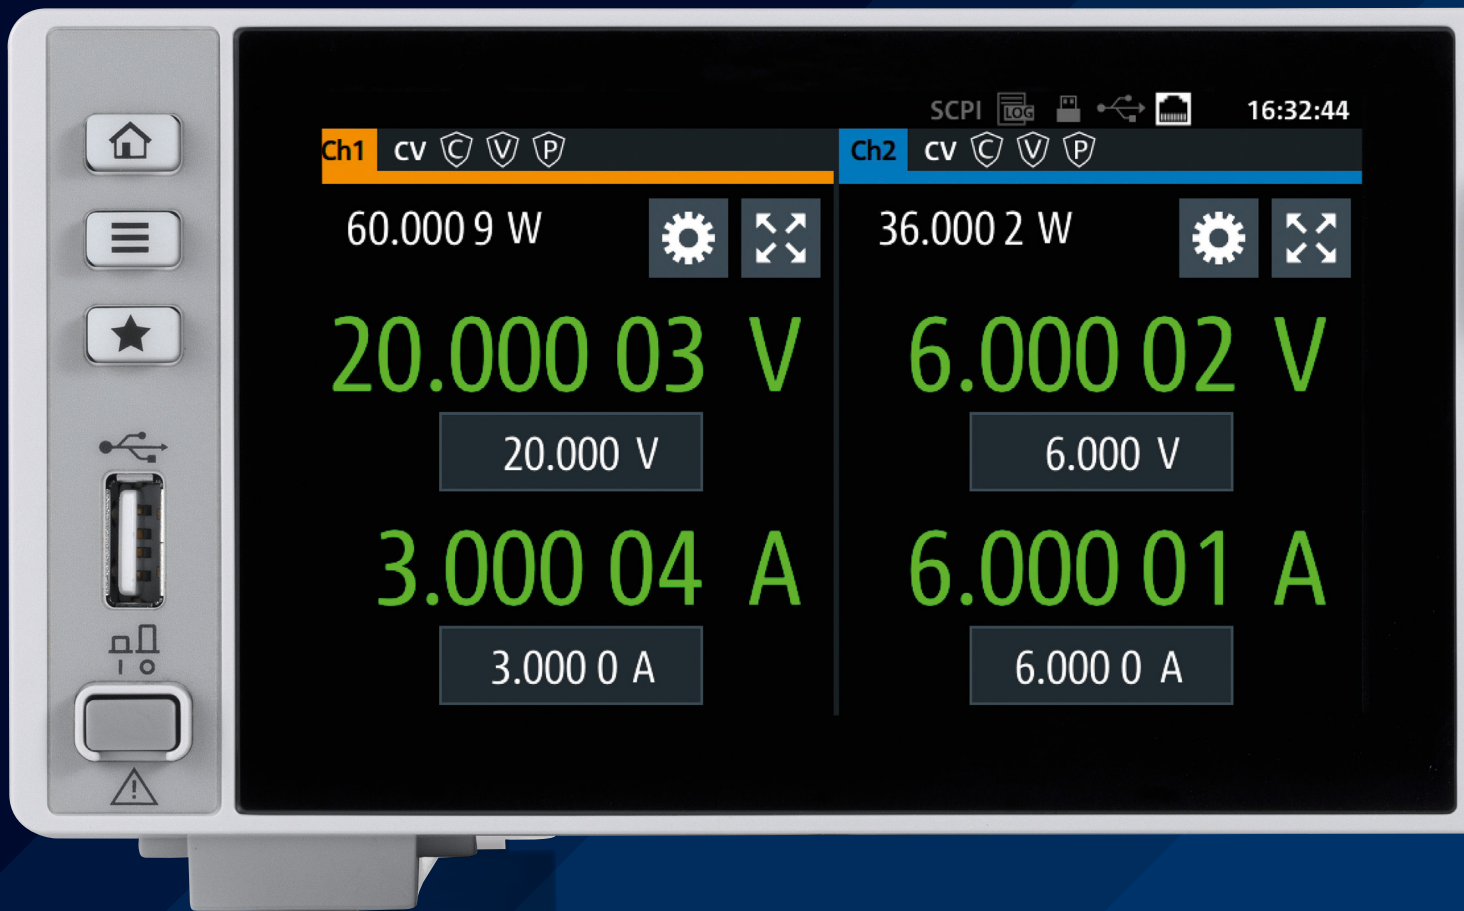 SCPI LOG 16:32:44
Ch1 CV C V P
Ch2 CV C V P
60.000 9 W
36.000 2 W
20.000 03 V
6.000 02 V
20.000 V
6.000 V
3.000 04 A
6.000 01 A
3.000 0 A
6.000 0 A